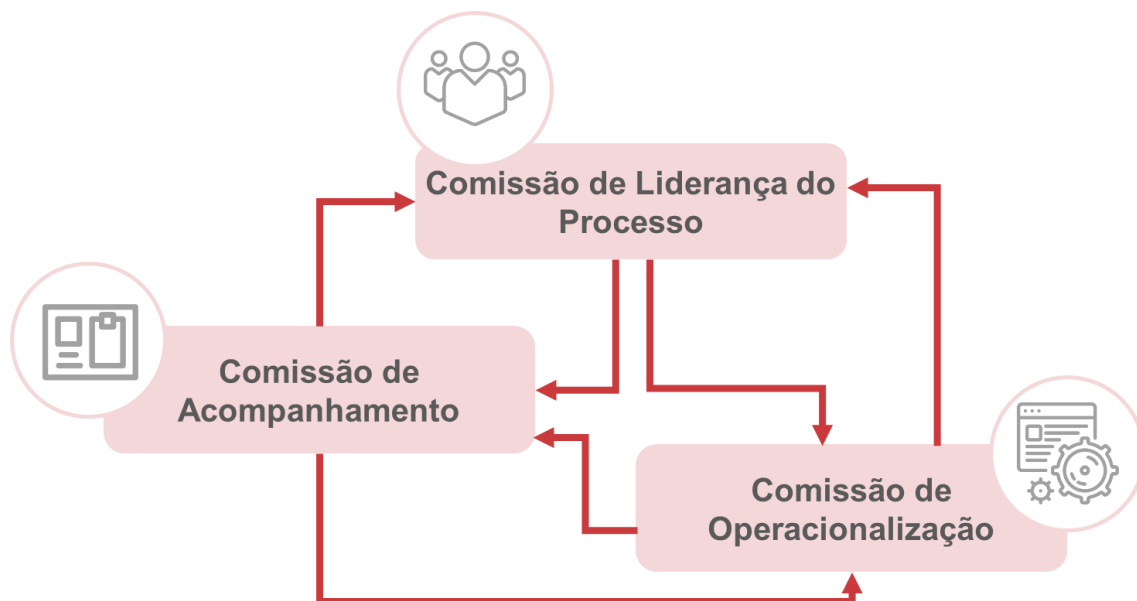 Comissão de Liderança do
Processo
Comissão de
Acompanhamento
Comissão de
Operacionalização